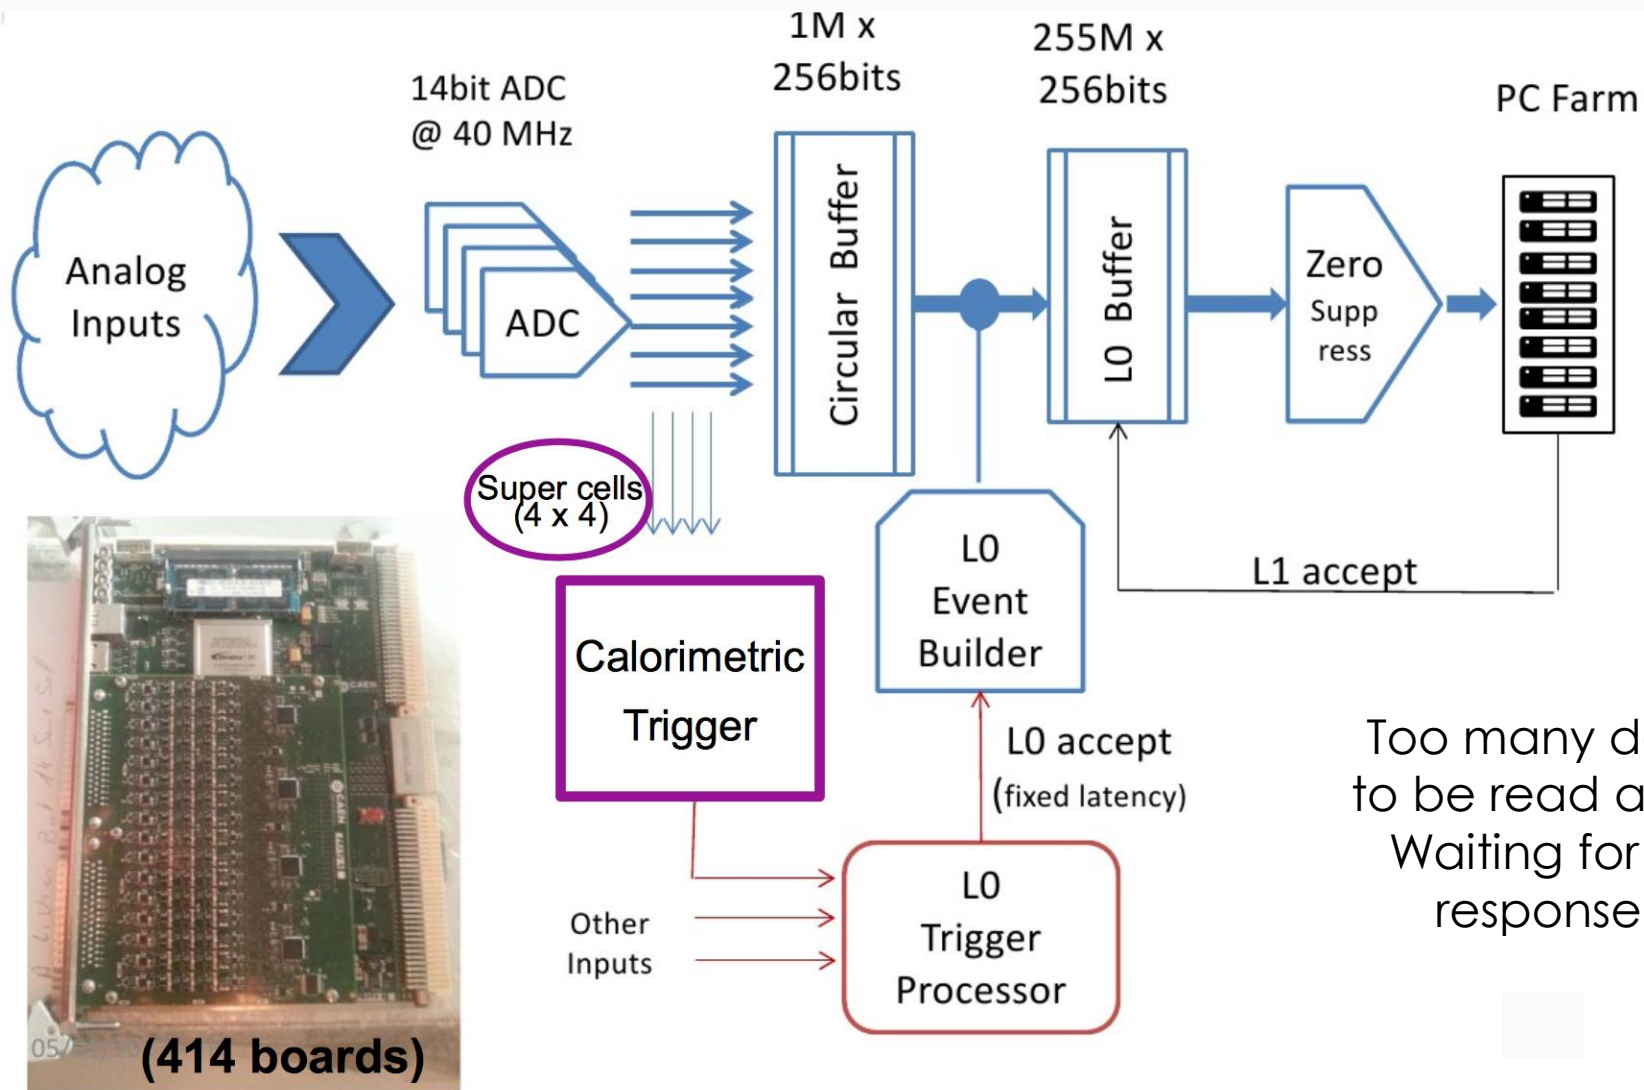 1M x
256bits
255M x
256bits
14bit ADC
@ 40 MHz
PC Farm
Analog
Inputs
ADC
Circular Buffer
L0 Buffer
Zero
Supp
ress
Super cells
(4 x 4)
L0
Event
Builder
L1 accept
Calorimetric
Trigger
L0 accept
(fixed latency)
Too many d
to be read a
Waiting for
response
Other
Inputs
L0
Trigger
Processor
(414 boards)